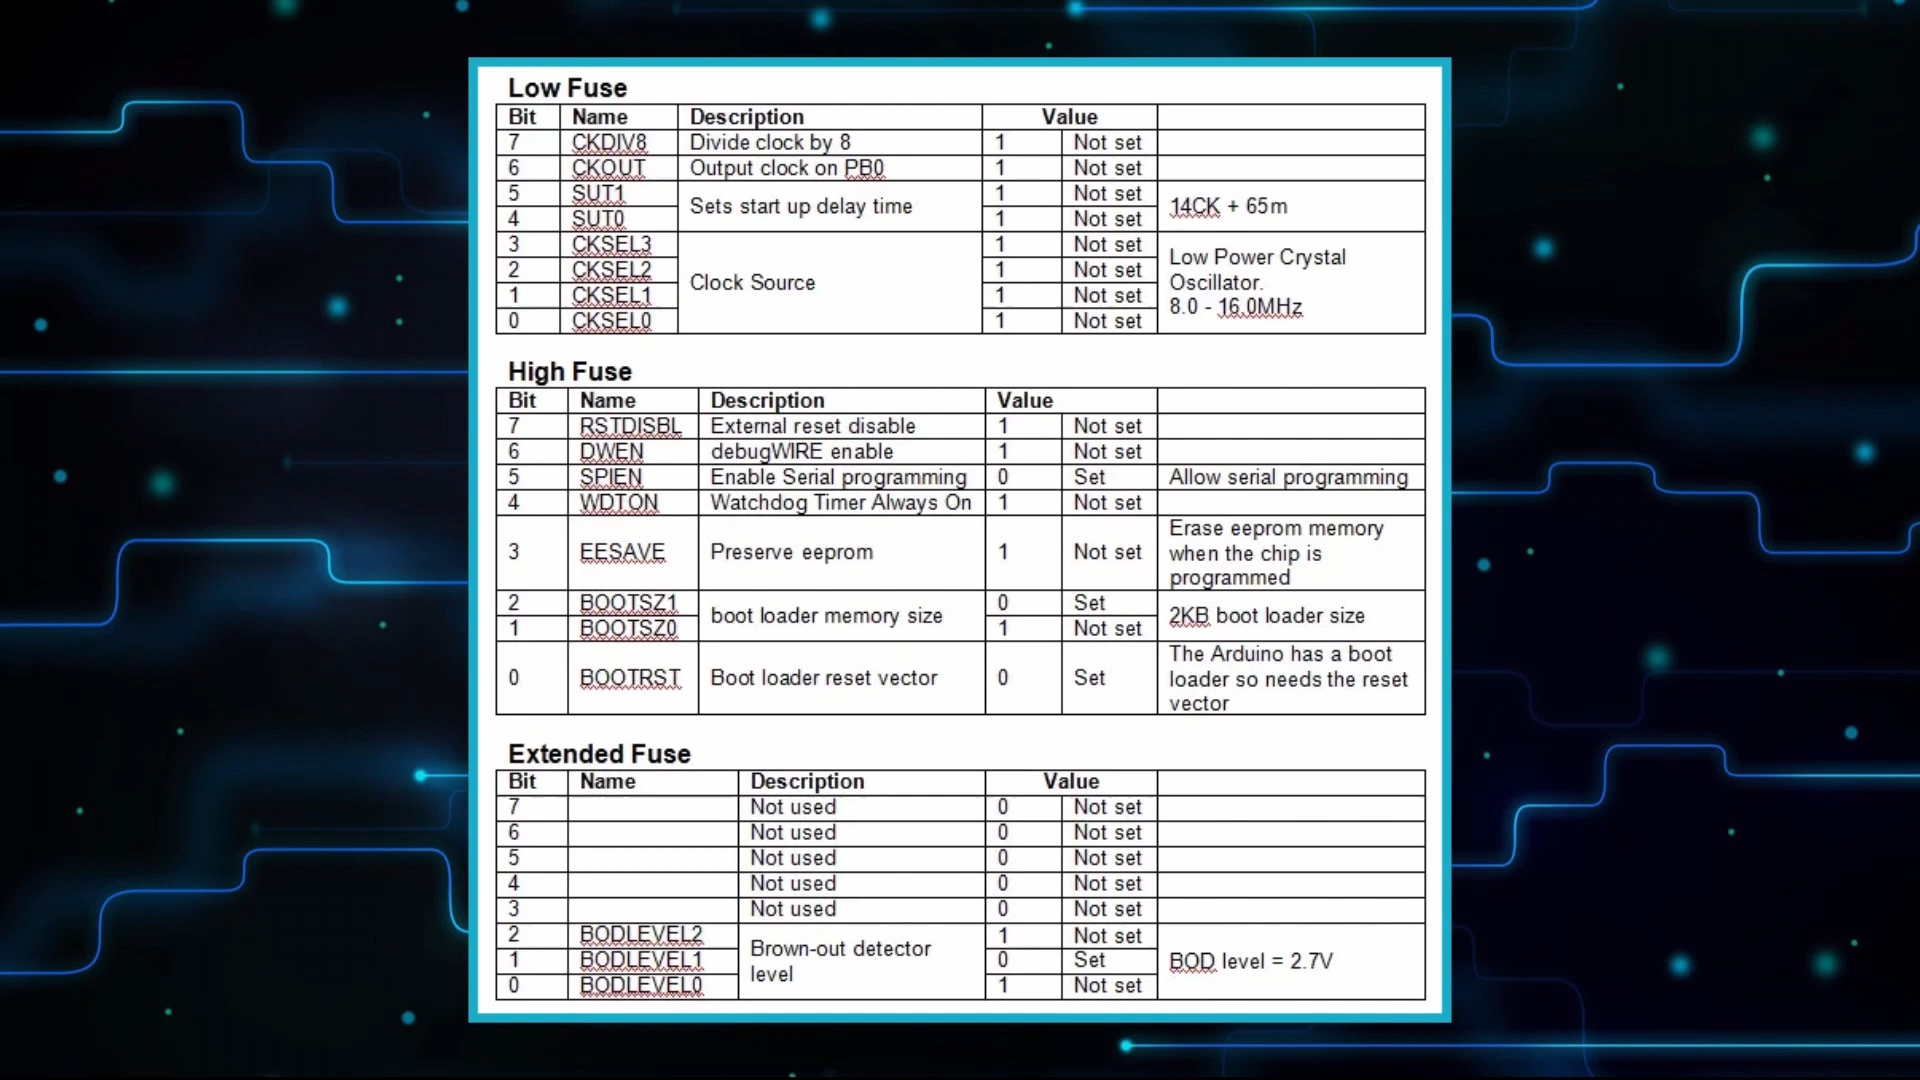 Low Fuse
Bit Name Description Value
7 CKDIV8 Divide clock by 8 1 Not set
6 CKOUT Output clock on PB0 1 Not set
5 SUT1 Sets start up delay time 1 Not set 14CK + 65m
4 SUT0 1 Not set
3 CKSEL3 Clock Source 1 Not set Low Power Crystal
2 CKSEL2 1 Not set Oscillator.
1 CKSEL1 1 Not set 8.0 - 16.0MHz
0 CKSEL0 1 Not set
High Fuse
Bit Name Description Value
7 RSTDISBL External reset disable 1 Not set
6 DWEN debugWIRE enable 1 Not set
5 SPIEN Enable Serial programming 0 Set Allow serial programming
4 WDTON Watchdog Timer Always On 1 Not set
3 EESAVE Preserve eeprom 1 Not set Erase eeprom memory
when the chip is
programmed
2 BOOTSZ1 boot loader memory size 0 Set 2KB boot loader size
1 BOOTSZ0 1 Not set
0 BOOTRST Boot loader reset vector 0 Set The Arduino has a boot
loader so needs the reset
vector
Extended Fuse
Bit Name Description Value
7 Not used 0 Not set
6 Not used 0 Not set
5 Not used 0 Not set
4 Not used 0 Not set
3 Not used 0 Not set
2 BODLEVEL2 Brown-out detector 1 Not set
1 BODLEVEL1 level 0 Set BOD level = 2.7V
0 BODLEVEL0 1 Not set